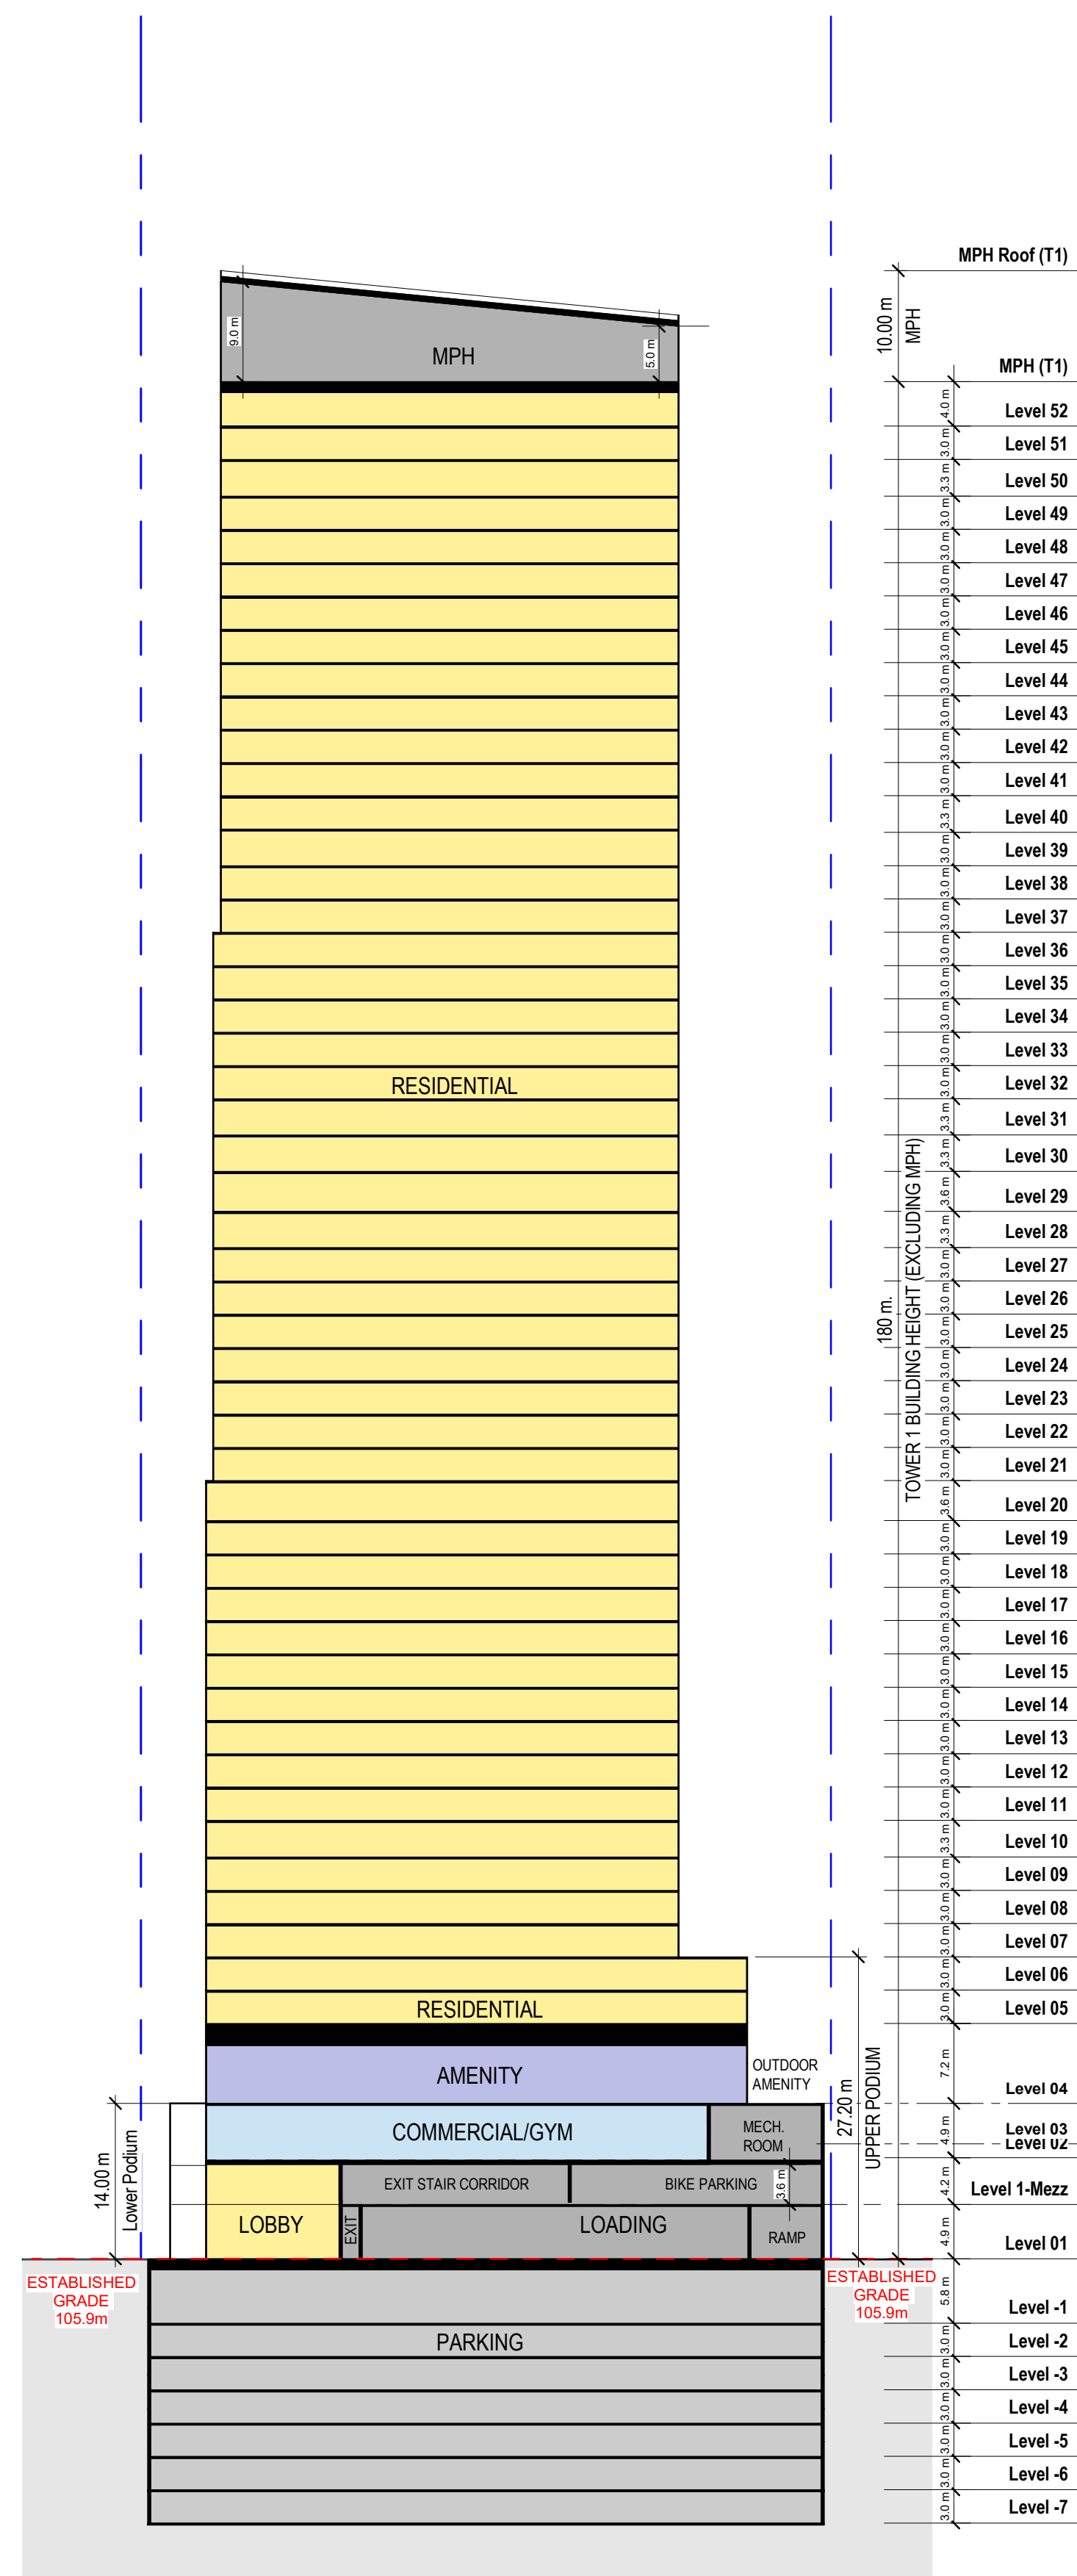 MPH Roof (T1)
10.00 m
MPH
9.0 m
5.0 m
MPH
MPH (T1)
4.0 m
Level 52
3.0 m
Level 51
3.3 m
Level 50
3.0 m
Level 49
3.0 m
Level 48
3.0 m
Level 47
3.0 m
Level 46
3.0 m
Level 45
3.0 m
Level 44
3.0 m
Level 43
3.0 m
Level 42
3.0 m
Level 41
3.3 m
Level 40
3.0 m
Level 39
3.0 m
Level 38
3.0 m
Level 37
3.0 m
Level 36
3.0 m
Level 35
3.0 m
Level 34
3.0 m
Level 33
RESIDENTIAL
3.0 m
Level 32
3.3 m
Level 31
3.3 m
Level 30
3.6 m
Level 29
3.3 m
Level 28
3.0 m
Level 27
3.0 m
Level 26
180 m.
TOWER 1 BUILDING HEIGHT (EXCLUDING MPH)
3.0 m
Level 25
3.0 m
Level 24
3.0 m
Level 23
3.0 m
Level 22
3.0 m
Level 21
3.6 m
Level 20
3.0 m
Level 19
3.0 m
Level 18
3.0 m
Level 17
3.0 m
Level 16
3.0 m
Level 15
3.0 m
Level 14
3.0 m
Level 13
3.0 m
Level 12
3.0 m
Level 11
3.3 m
Level 10
3.0 m
Level 09
3.0 m
Level 08
3.0 m
Level 07
3.0 m
Level 06
RESIDENTIAL
3.0 m
Level 05
AMENITY
OUTDOOR
AMENITY
27.20 m
UPPER PODIUM
7.2 m
Level 04
14.00 m
Lower Podium
COMMERCIAL/GYM
MECH.
ROOM
4.9 m
Level 03
Level 02
EXIT STAIR CORRIDOR
BIKE PARKING
3.6 m
4.2 m
Level 1-Mezz
LOBBY
EXIT
LOADING
RAMP
4.9 m
Level 01
ESTABLISHED
GRADE
105.9m
ESTABLISHED
GRADE
105.9m
5.8 m
Level -1
PARKING
3.0 m
Level -2
3.0 m
Level -3
3.0 m
Level -4
3.0 m
Level -5
3.0 m
Level -6
3.0 m
Level -7